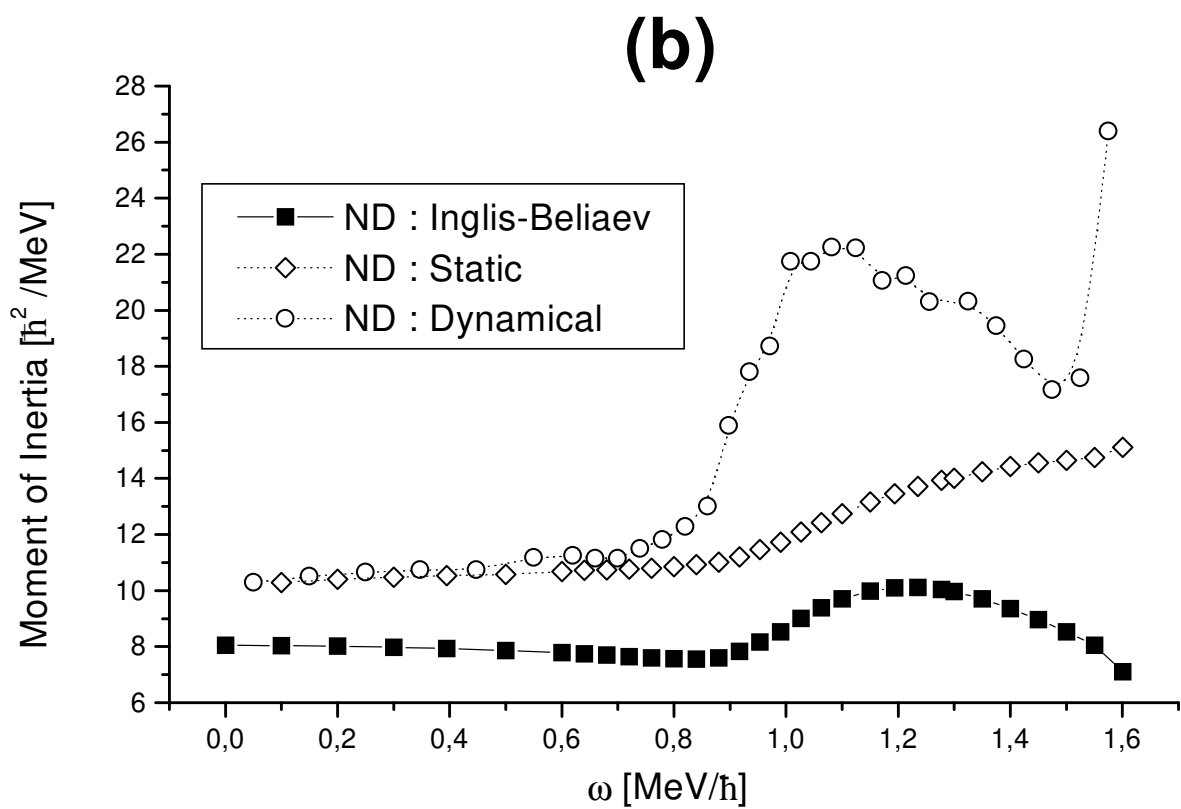 (b)
Moment of Inertia [ħ² /MeV]
28
26
24
22
20
18
16
14
12
10
8
6
ND : Inglis-Beliaev
ND : Static
ND : Dynamical
0,0 0,2 0,4 0,6 0,8 1,0 1,2 1,4 1,6
ω [MeV/ħ]